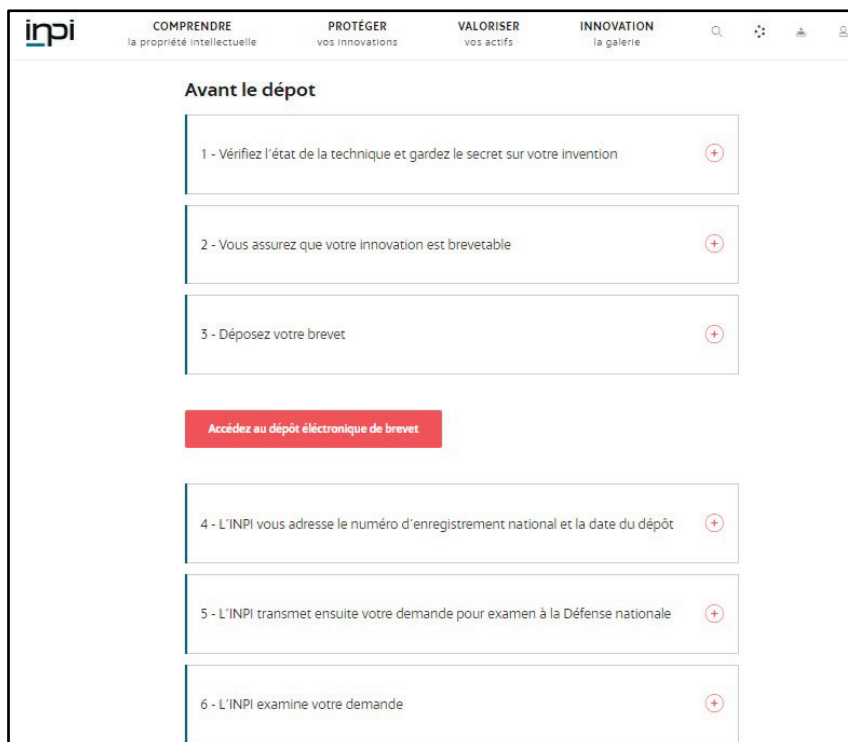 inpi
COMPRENDRE
la propriété intellectuelle
PROTÉGER
vos innovations
VALORISER
vos actifs
INNOVATION
la galerie
Avant le dépot
1 - Vérifiez l'état de la technique et gardez le secret sur votre invention
2 - Vous assurez que votre innovation est brevetable
3 - Déposez votre brevet
Accédez au dépôt éléctronique de brevet
4 - L'INPI vous adresse le numéro d'enregistrement national et la date du dépôt
5 - L'INPI transmet ensuite votre demande pour examen à la Défense nationale
6 - L'INPI examine votre demande